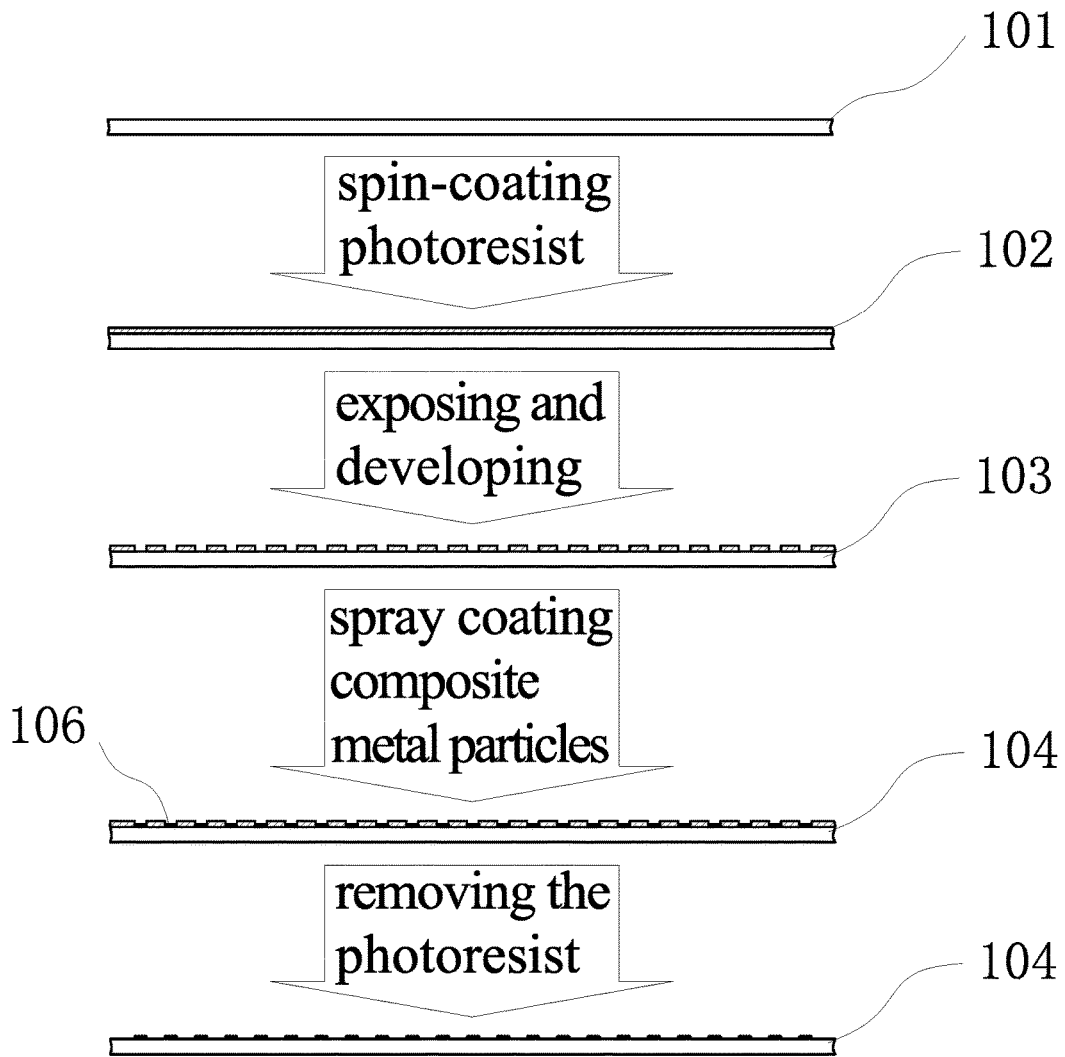 101
spin-coating
photoresist
102
exposing and
developing
103
spray coating
composite
metal particles
106
104
removing the
photoresist
104